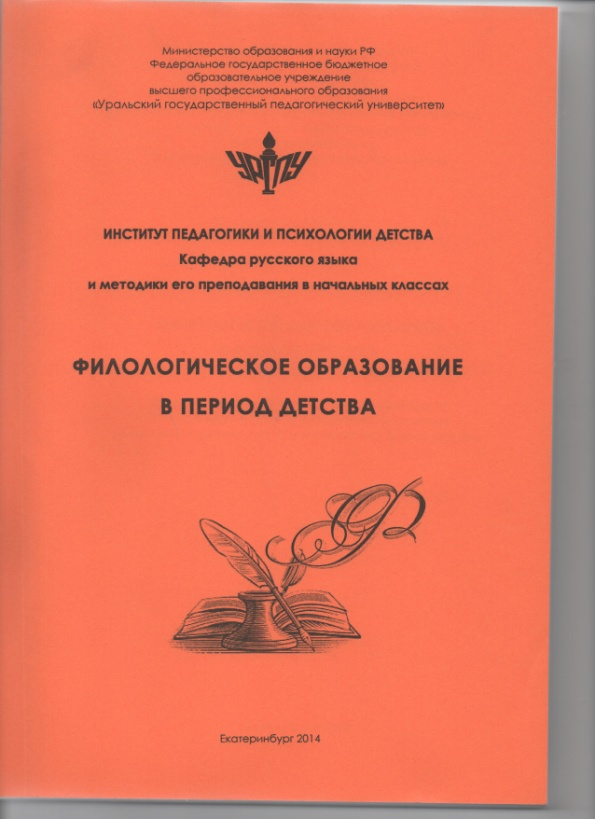 Министерство образования и науки РФ
Федеральное государственное бюджетное
образовательное учреждение
высшего профессионального образования
«Уральский государственный педагогический университет»
УРГПУ
ИНСТИТУТ ПЕДАГОГИКИ И ПСИХОЛОГИИ ДЕТСТВА
Кафедра русского языка
и методики его преподавания в начальных классах
ФИЛОЛОГИЧЕСКОЕ ОБРАЗОВАНИЕ
В ПЕРИОД ДЕТСТВА
Екатеринбург 2014